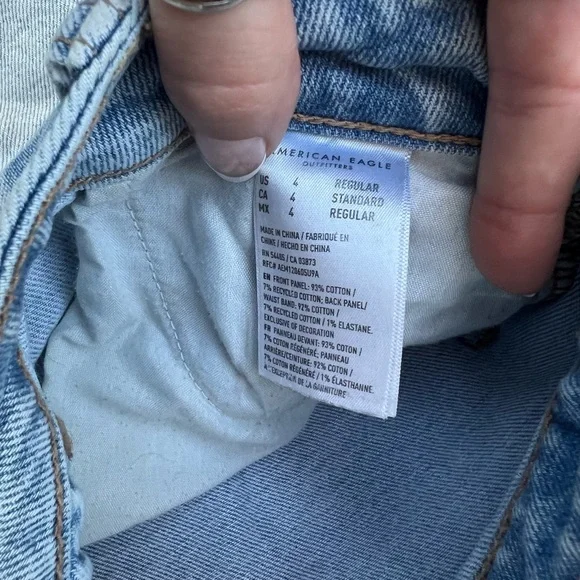 AMERICAN EAGLE
OUTFITTERS
US 4 REGULAR
CA 4 STANDARD
MX 4 REGULAR
MADE IN CHINA / FABRIQUÉ EN
CHINE / HECHO EN CHINA
RN 54485 / CA 03873
REC# AEM12860SU9A
EN FRONT PANEL: 93% COTTON /
7% RECYCLED COTTON; BACK PANEL/
WAIST BAND: 92% COTTON /
7% RECYCLED COTTON / 1% ELASTANE.
EXCLUSIVE OF DECORATION
FR PANNEAU DEVANT: 93% COTON /
7% COTON RÉGÉNÉRÉ; PANNEAU
ARRIÈRE/CEINTURE: 92% COTON /
7% COTON RÉGÉNÉRÉ / 1% ÉLASTHANNE.
À L'EXCEPTION DE LA GARNITURE